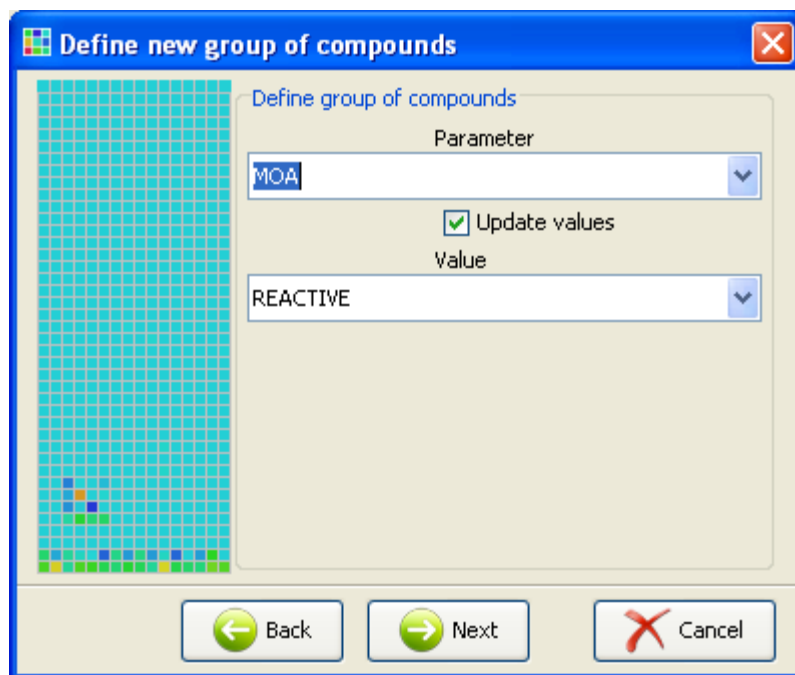 Define new group of compounds
Define group of compounds
Parameter
MOA
Update values
Value
REACTIVE
Back
Next
Cancel